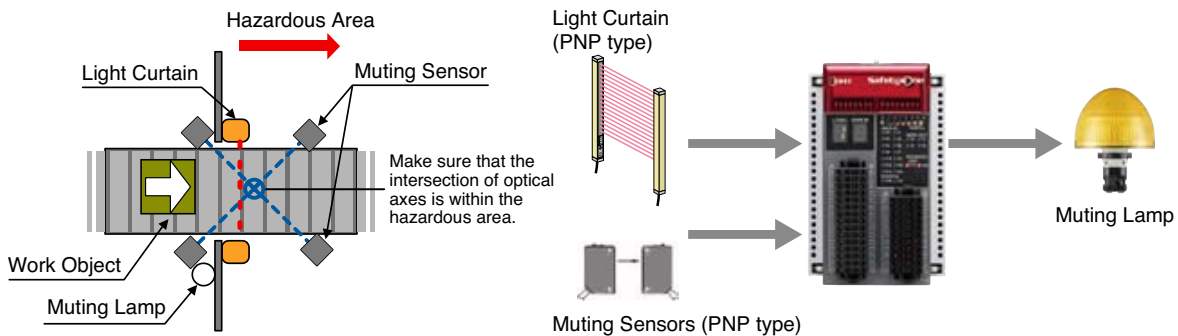 Hazardous Area
Light Curtain
Muting Sensor
Make sure that the
intersection of optical
axes is within the
hazardous area.
Work Object
Muting Lamp
Light Curtain
(PNP type)
Muting Sensors (PNP type)
Muting Lamp